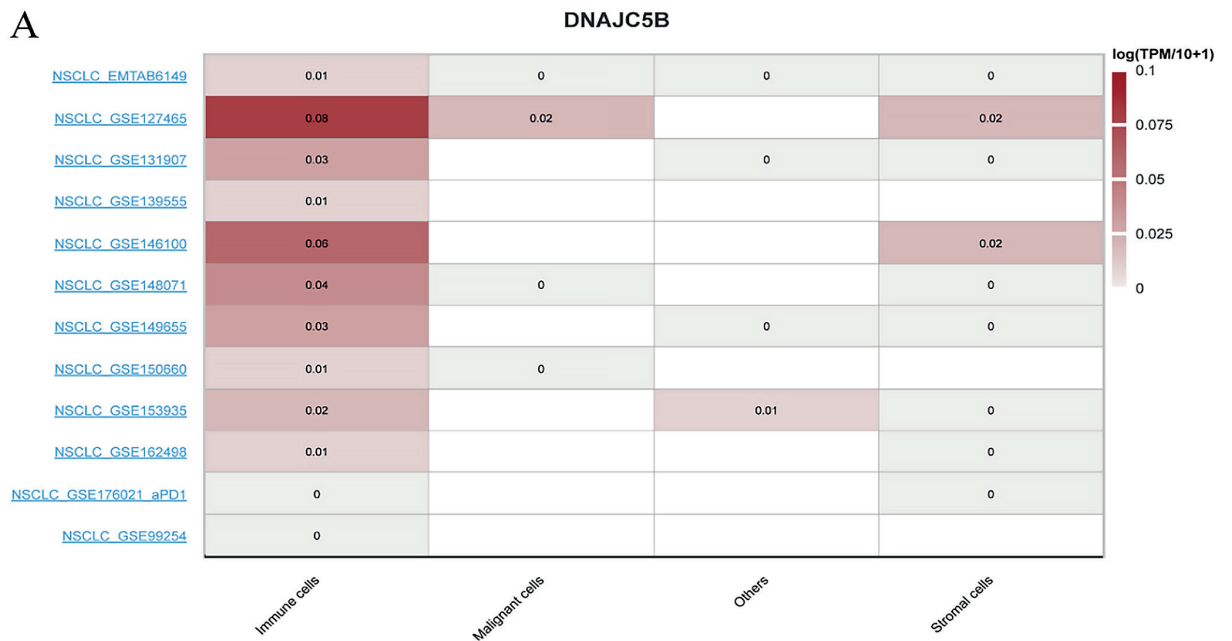 A
DNAJC5B
log(TPM/10+1)
NSCLC_EMTAB6149 0.01 0 0 0
NSCLC_GSE127465 0.08 0.02 0.02
NSCLC_GSE131907 0.03 0 0
NSCLC_GSE139555 0.01
NSCLC_GSE146100 0.06 0.02
NSCLC_GSE148071 0.04 0 0
NSCLC_GSE149655 0.03 0 0
NSCLC_GSE150660 0.01 0
NSCLC_GSE153935 0.02 0.01 0
NSCLC_GSE162498 0.01 0
NSCLC_GSE176021_aPD1 0 0
NSCLC_GSE99254 0
0.1
0.075
0.05
0.025
0
Immune cells
Malignant cells
Others
Stromal cells